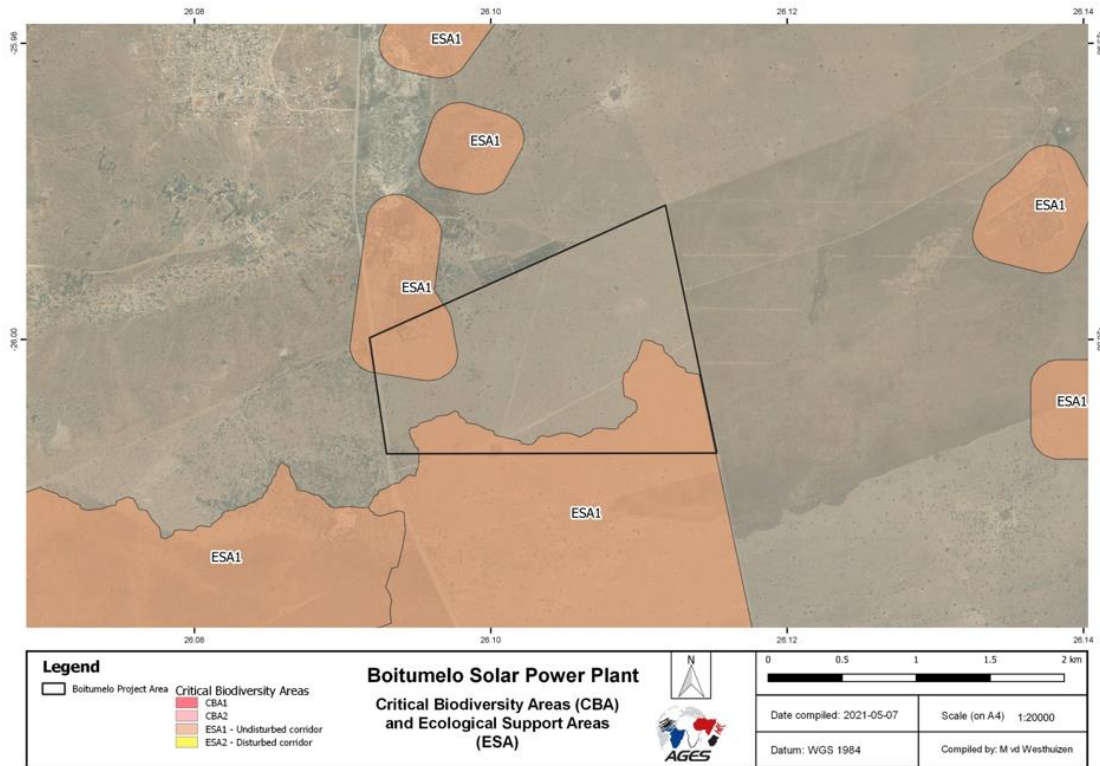 26.08
26.10
26.12
26.14
-25.98
ESA1
ESA1
ESA1
ESA1
-26.00
-26.00
ESA1
ESA1
ESA1
26.08
26.10
26.12
26.14
Legend
Boitumelo Project Area
Critical Biodiversity Areas
CBA1
CBA2
ESA1 - Undisturbed corridor
ESA2 - Disturbed corridor
Boitumelo Solar Power Plant
Critical Biodiversity Areas (CBA)
and Ecological Support Areas
(ESA)
N
AGES
0 0.5 1 1.5 2 km
Date compiled: 2021-05-07
Scale (on A4) 1:20000
Datum: WGS 1984
Compiled by: M vd Westhuizen